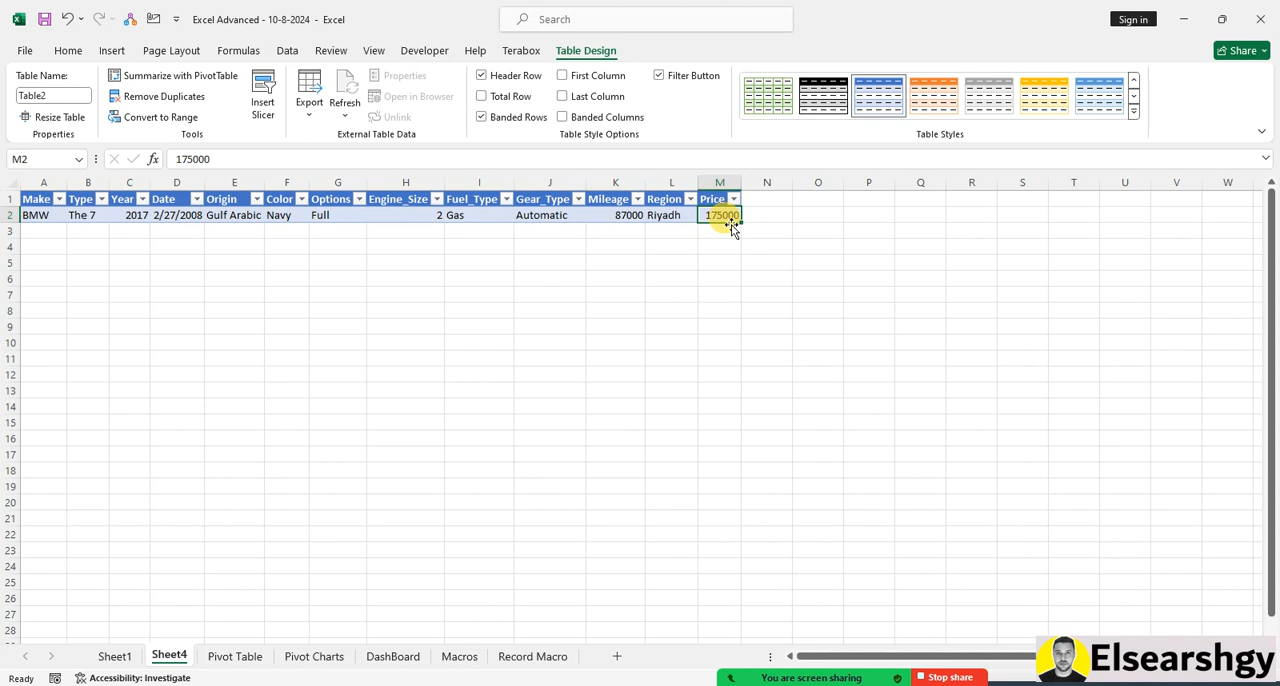 Excel Advanced - 10-8-2024 - Excel
Search
Sign in
File Home Insert Page Layout Formulas Data Review View Developer Help Terabox Table Design
Share
Table Name:
Table2
Resize Table
Properties
Summarize with PivotTable
Remove Duplicates
Convert to Range
Insert
Slicer
Tools
Export
Refresh
Properties
Open in Browser
Unlink
External Table Data
Header Row
Total Row
Banded Rows
First Column
Last Column
Banded Columns
Filter Button
Table Style Options
Table Styles
M2
fx
175000
A B C D E F G H I J K L M N O P Q R S T U V W
1 Make Type Year Date Origin Color Options Engine_Size Fuel_Type Gear_Type Mileage Region Price
2 BMW The 7 2017 2/27/2008 Gulf Arabic Navy Full 2 Gas Automatic 87000 Riyadh 175000
3
4
5
6
7
8
9
10
11
12
13
14
15
16
17
18
19
20
21
22
23
24
25
26
27
28
Sheet1 Sheet4 Pivot Table Pivot Chart DashBoard Macros Record Macro
Elsearshgy
Ready
Accessibility: Investigate
You are screen sharing
Stop share